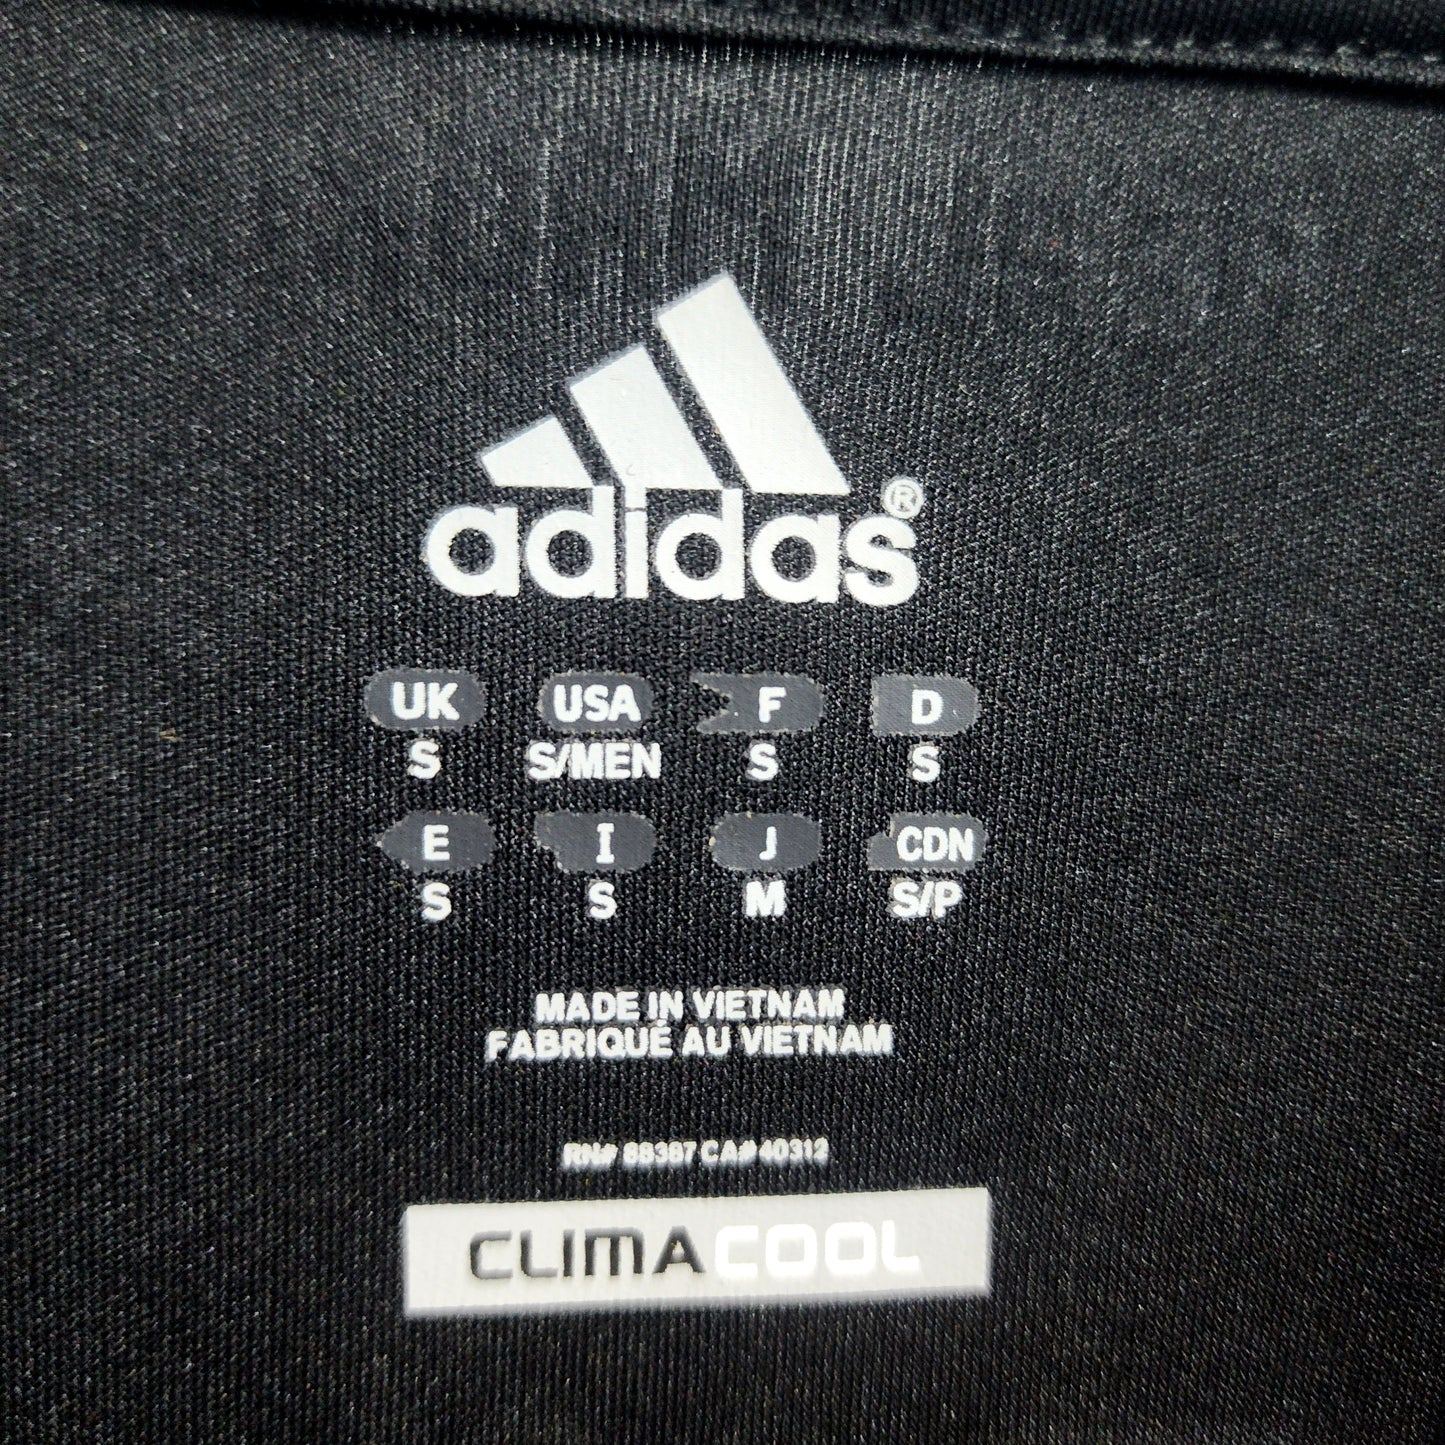 adidas®
UK USA F D
S S/MEN S S
E I J CDN
S S M S/P
MADE IN VIETNAM
FABRIQUÉ AU VIETNAM
RN# 88387 CA# 40312
CLIMACOOL